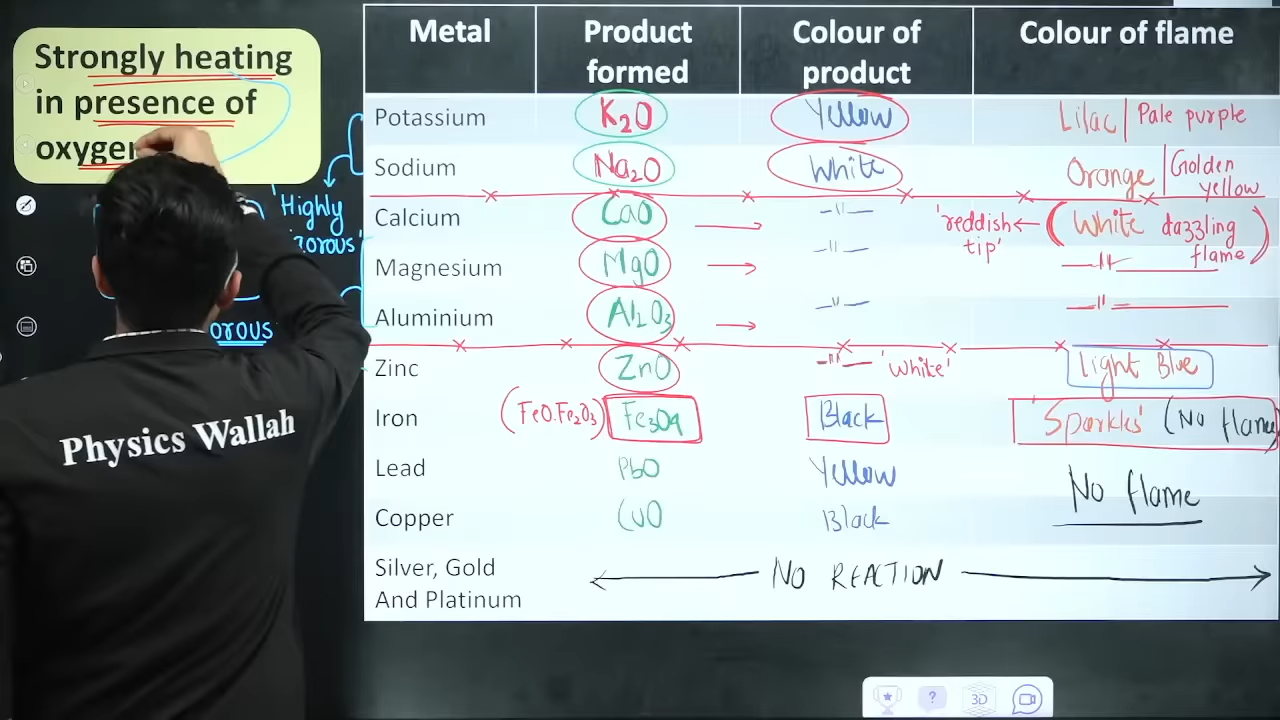 Strongly heating
in presence of
oxygen
'Highly
orous'
Physics Wallah
Metal Product formed Colour of product Colour of flame
Potassium K₂O Yellow Lilac | Pale purple
Sodium Na₂O White Orange | Golden yellow
Calcium CaO → -"- 'reddish tip' ← (White dazzling flame)
Magnesium MgO → -"- -"-
Aluminium Al₂O₃ → -"- -"-
Zinc ZnO -"- 'white' Light Blue
Iron (FeO.Fe₂O₃) Fe₃O₄ Black 'Sparkles' (No flame)
Lead PbO Yellow No flame
Copper CuO Black
Silver, Gold
And Platinum NO REACTION
orous
3D